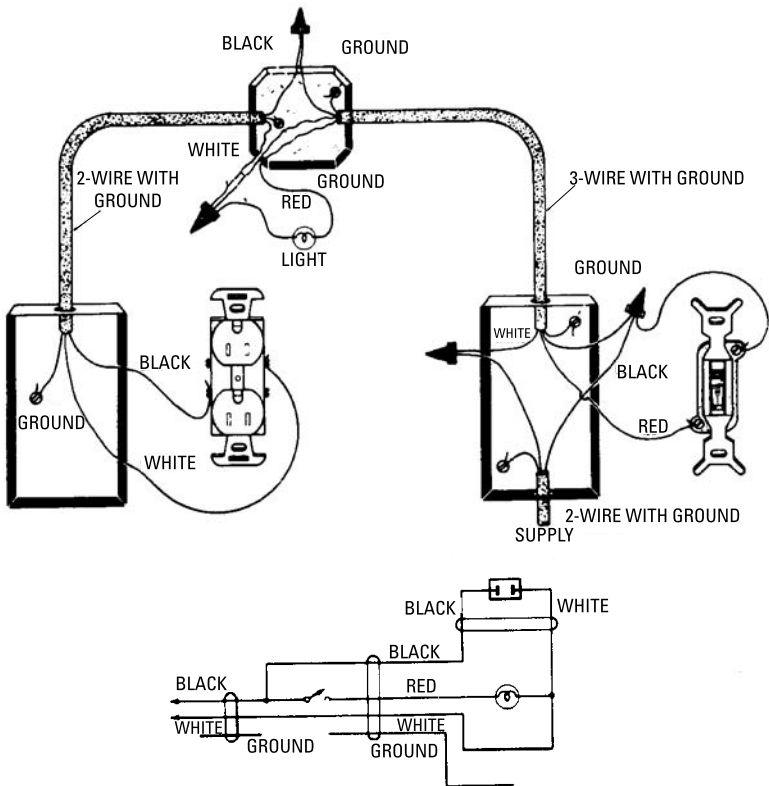 BLACK
GROUND
WHITE
2-WIRE WITH
GROUND
GROUND
RED
3-WIRE WITH GROUND
LIGHT
GROUND
WHITE
BLACK
BLACK
GROUND
RED
WHITE
2-WIRE WITH GROUND
SUPPLY
BLACK
WHITE
BLACK
BLACK
RED
WHITE
WHITE
GROUND
GROUND